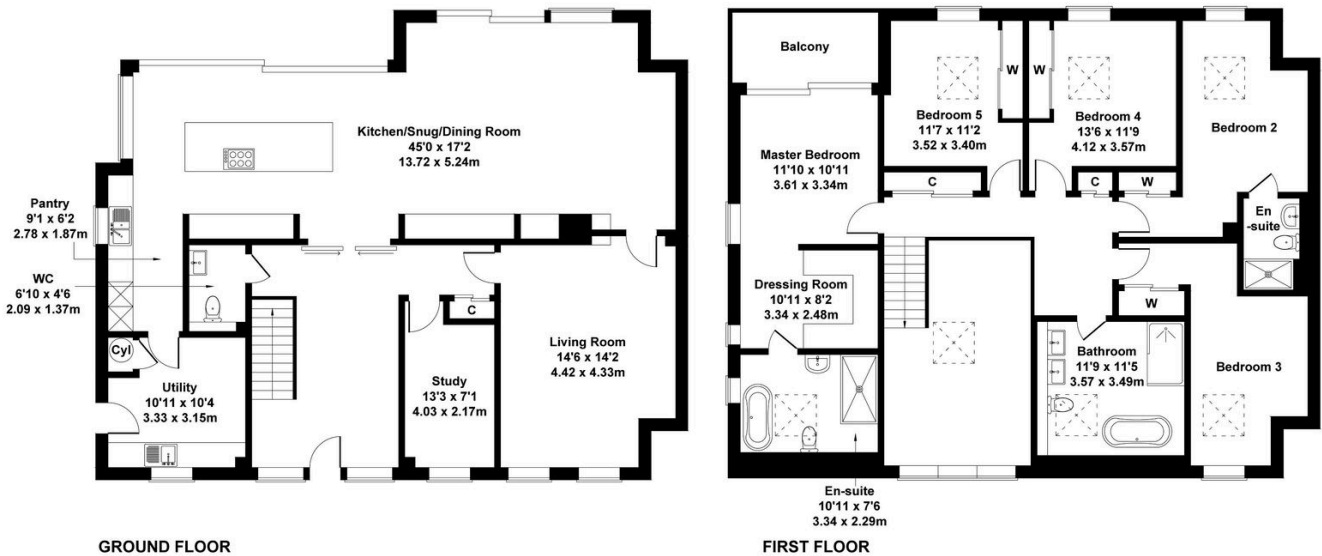 Kitchen/Snug/Dining Room
45'0 x 17'2
13.72 x 5.24m
Pantry
9'1 x 6'2
2.78 x 1.87m
WC
6'10 x 4'6
2.09 x 1.37m
C
Cyl
Utility
10'11 x 10'4
3.33 x 3.15m
Study
13'3 x 7'1
4.03 x 2.17m
Living Room
14'6 x 14'2
4.42 x 4.33m
GROUND FLOOR
Balcony
Master Bedroom
11'10 x 10'11
3.61 x 3.34m
Bedroom 5
11'7 x 11'2
3.52 x 3.40m
W
W
Bedroom 4
13'6 x 11'9
4.12 x 3.57m
Bedroom 2
C
C
W
En
-suite
Dressing Room
10'11 x 8'2
3.34 x 2.48m
W
Bathroom
11'9 x 11'5
3.57 x 3.49m
Bedroom 3
En-suite
10'11 x 7'6
3.34 x 2.29m
FIRST FLOOR